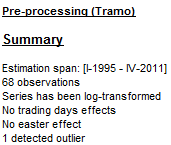 Pre-processing (Tramo)
Summary
Estimation span: [I-1995 - IV-2011]
68 observations
Series has been log-transformed
No trading days effects
No easter effect
1 detected outlier